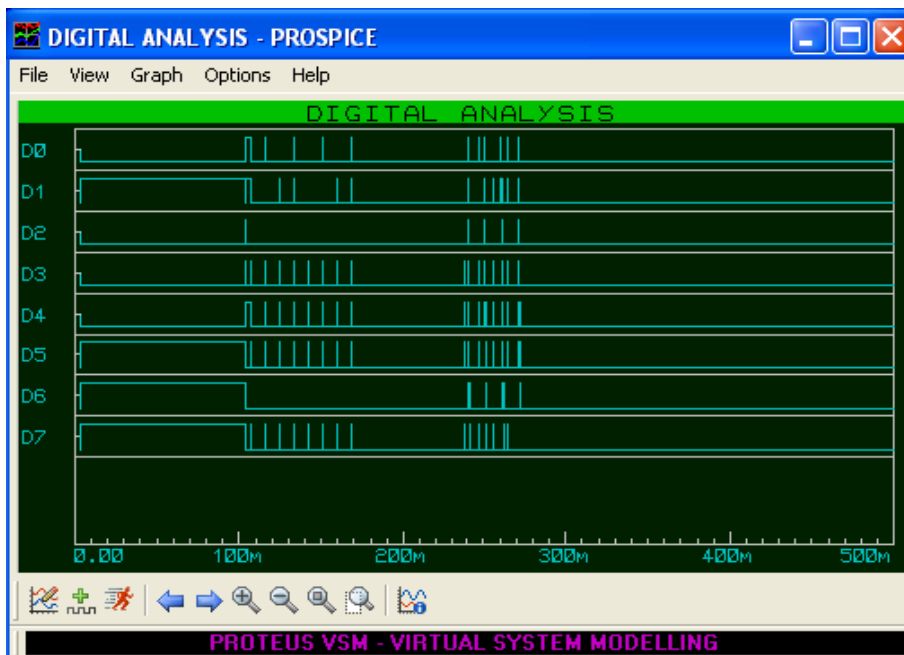 DIGITAL ANALYSIS - PROSPICE
File View Graph Options Help
DIGITAL ANALYSIS
D0
D1
D2
D3
D4
D5
D6
D7
0.00 100m 200m 300m 400m 500m
PROTEUS VSM - VIRTUAL SYSTEM MODELLING